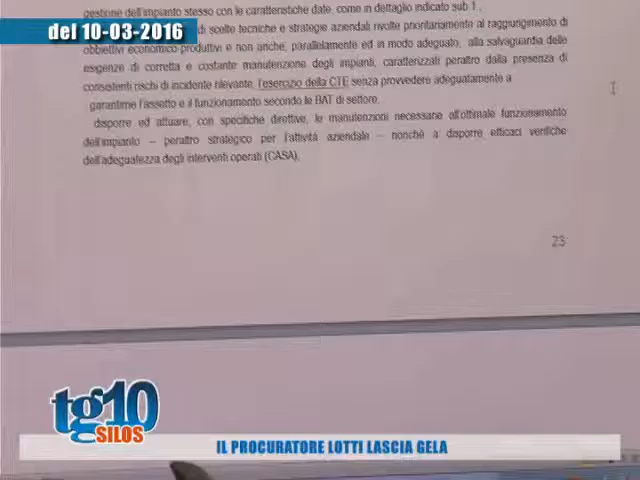 gestione dell'impianto stesso con le caratteristiche date, come in dettaglio indicato sub 1.
del 10-03-2016
di scelte tecniche e strategie aziendali rivolte prioritariamente al raggiungimento di
obbiettivi economico-produttivi e non anche, parallelamente ed in modo adeguato, alla salvaguardia delle
esigenze di corretta e costante manutenzione degli impianti, caratterizzati peraltro dalla presenza di
consistenti rischi di incidente rilevante, l'esercizio della CTE senza provvedere adeguatamente a
garantirne l'assetto e il funzionamento secondo le BAT di settore.
disporre ed attuare, con specifiche direttive, le manutenzioni necessarie all'ottimale funzionamento
dell'impianto – peraltro strategico per l'attività aziendale – nonché a disporre efficaci verifiche
dell'adeguatezza degli interventi operati (CASA).
23
tg10
SILOS
IL PROCURATORE LOTTI LASCIA GELA